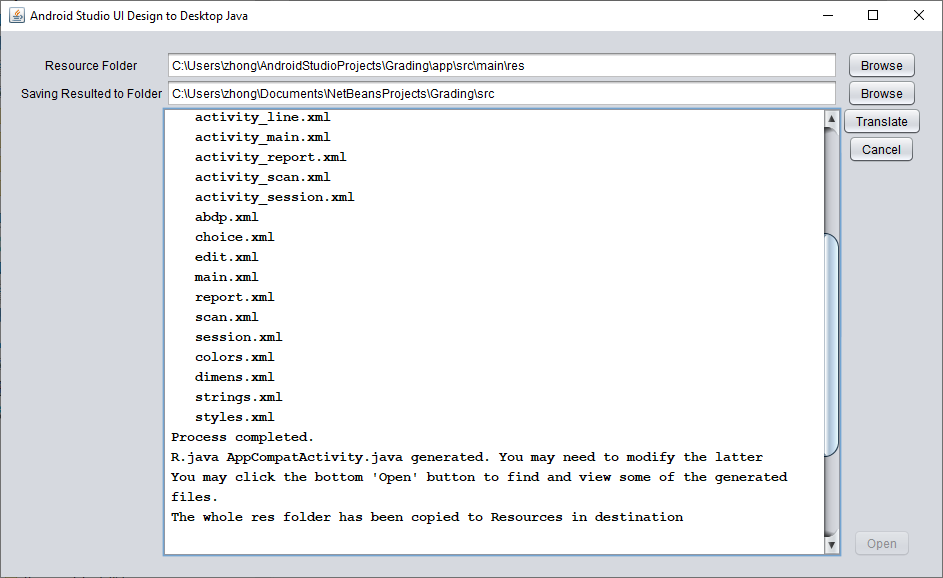 Android Studio UI Design to Desktop Java
Resource Folder C:\Users\zhong\AndroidStudioProjects\Grading\app\src\main\res Browse
Saving Resulted to Folder C:\Users\zhong\Documents\NetBeansProjects\Grading\src Browse
Translate
Cancel
activity_line.xml
activity_main.xml
activity_report.xml
activity_scan.xml
activity_session.xml
abdp.xml
choice.xml
edit.xml
main.xml
report.xml
scan.xml
session.xml
colors.xml
dimens.xml
strings.xml
styles.xml
Process completed.
R.java AppCompatActivity.java generated. You may need to modify the latter
You may click the bottom 'Open' button to find and view some of the generated
files.
The whole res folder has been copied to Resources in destination
Open